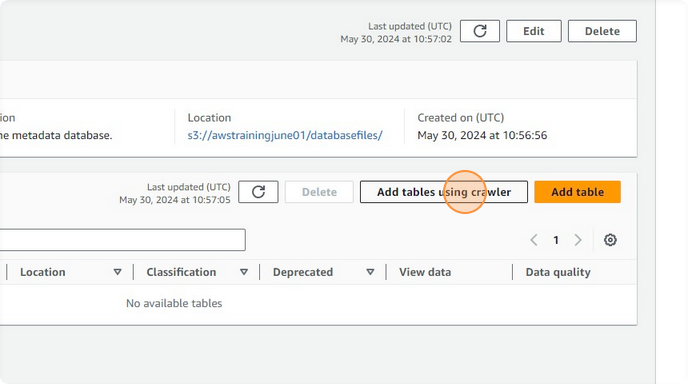 Last updated (UTC)
May 30, 2024 at 10:57:02
Edit
Delete
ion
Location
Created on (UTC)
ne metadata database.
s3://awstrainingjune01/databasefiles/
May 30, 2024 at 10:56:56
Last updated (UTC)
May 30, 2024 at 10:57:05
Delete
Add tables using crawler
Add table
1
Location
Classification
Deprecated
View data
Data quality
No available tables